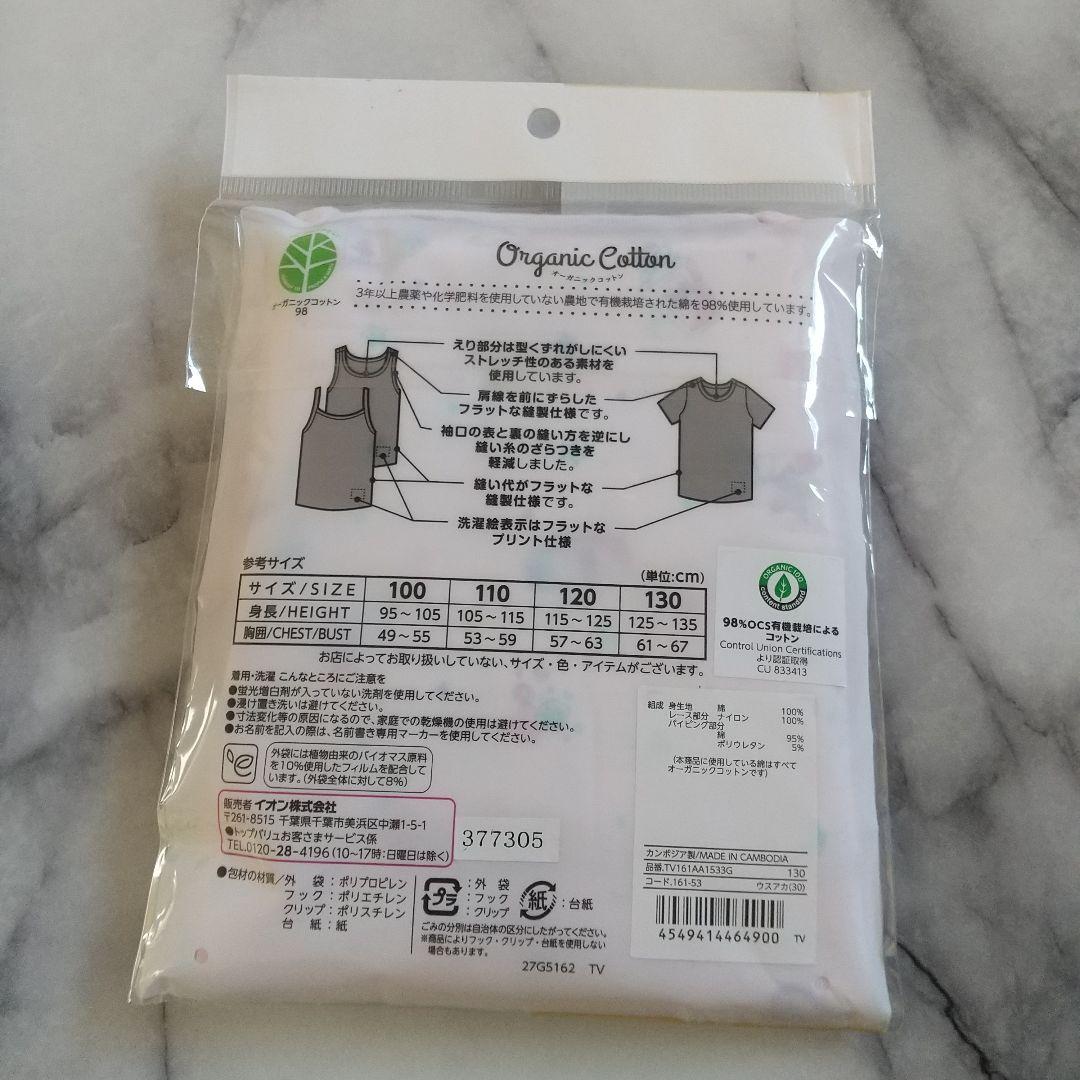 Organic Cotton
オーガニックコットン
オーガニックコットン
98
3年以上農薬や化学肥料を使用していない農地で有機栽培された綿を98%使用しています。
えり部分は型くずれがしにくい
ストレッチ性のある素材を
使用しています。
肩線を前にずらした
フラットな縫製仕様です。
袖口の表と裏の縫い方を逆にし
縫い糸のざらつきを
軽減しました。
縫い代がフラットな
縫製仕様です。
洗濯絵表示はフラットな
プリント仕様
参考サイズ
(単位:cm)
サイズ/SIZE 100 110 120 130
身長/HEIGHT 95～105 105～115 115～125 125～135
胸囲/CHEST/BUST 49～55 53～59 57～63 61～67
お店によってお取り扱いしていない、サイズ・色・アイテムがございます。
着用・洗濯 こんなところにご注意を
●蛍光増白剤が入っていない洗剤を使用してください。
●浸け置き洗いは避けてください。
●寸法変化等の原因になるので、家庭での乾燥機の使用は避けてください。
●お名前を記入の際は、名前書き専用マーカーを使用してください。
外袋には植物由来のバイオマス原料
を10%使用したフィルムを配合して
います。(外袋全体に対して8%)
販売者 イオン株式会社
〒261-8515 千葉県千葉市美浜区中瀬1-5-1
●トップバリュお客さまサービス係
TEL.0120-28-4196 (10～17時:日曜日は除く)
377305
●包材の材質/外 袋:ポリプロピレン
フック:ポリエチレン
クリップ:ポリスチレン
台 紙:紙
プラ
:外 袋
:フック
:クリップ
紙
:台紙
ごみの分別は自治体の区分にしたがってください。
※商品によりフック・クリップ・台紙を使用しない
場合もあります。
27G5162 TV
ORGANIC 100
content standard
98%OCS有機栽培による
コットン
Control Union Certifications
より認証取得
CU 833413
組成 身生地 綿 100%
レース部分 ナイロン 100%
パイピング部分
綿 95%
ポリウレタン 5%
(本商品に使用している綿はすべて
オーガニックコットンです)
カンボジア製/MADE IN CAMBODIA
品番.TV161AA1533G 130
コード.161-53 ウスアカ(30)
4549414464900 TV